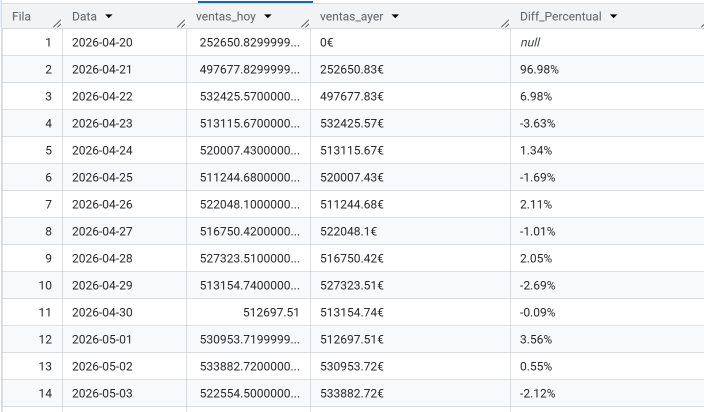 Fila Data ventas_hoy ventas_ayer Diff_Percentual
1 2026-04-20 252650.8299999... 0€ null
2 2026-04-21 497677.8299999... 252650.83€ 96.98%
3 2026-04-22 532425.5700000... 497677.83€ 6.98%
4 2026-04-23 513115.6700000... 532425.57€ -3.63%
5 2026-04-24 520007.4300000... 513115.67€ 1.34%
6 2026-04-25 511244.6800000... 520007.43€ -1.69%
7 2026-04-26 522048.1000000... 511244.68€ 2.11%
8 2026-04-27 516750.4200000... 522048.1€ -1.01%
9 2026-04-28 527323.5100000... 516750.42€ 2.05%
10 2026-04-29 513154.7400000... 527323.51€ -2.69%
11 2026-04-30 512697.51 513154.74€ -0.09%
12 2026-05-01 530953.7199999... 512697.51€ 3.56%
13 2026-05-02 533882.7200000... 530953.72€ 0.55%
14 2026-05-03 522554.5000000... 533882.72€ -2.12%